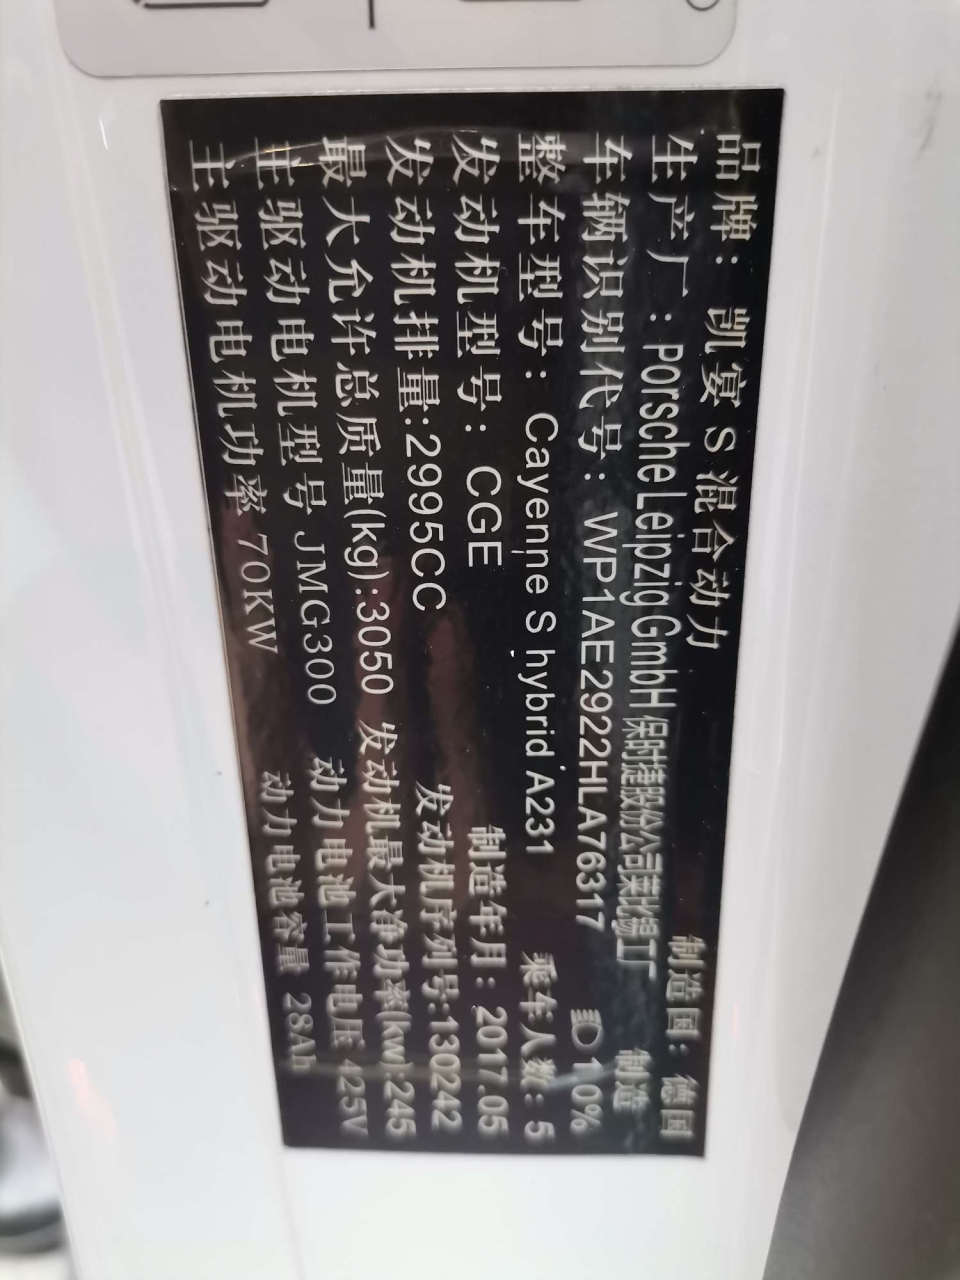 品牌: 凯宴 S 混合动力 制造国: 德国
生产厂: Porsche Leipzig GmbH 保时捷股份公司莱比锡工厂 制造
车辆识别代号: WP1AE2922HLA76317 10%
整车型号: Cayenne S hybrid A231 乘车人数: 5
发动机型号: CGE 制造年月: 2017.05
发动机排量:2995CC 发动机序列号:130242
最大允许总质量(kg):3050 发动机最大净功率(kw):245
主驱动电机型号 JMG300 动力电池工作电压 425V
主驱动电机功率 70KW 动力电池容量 28Ah